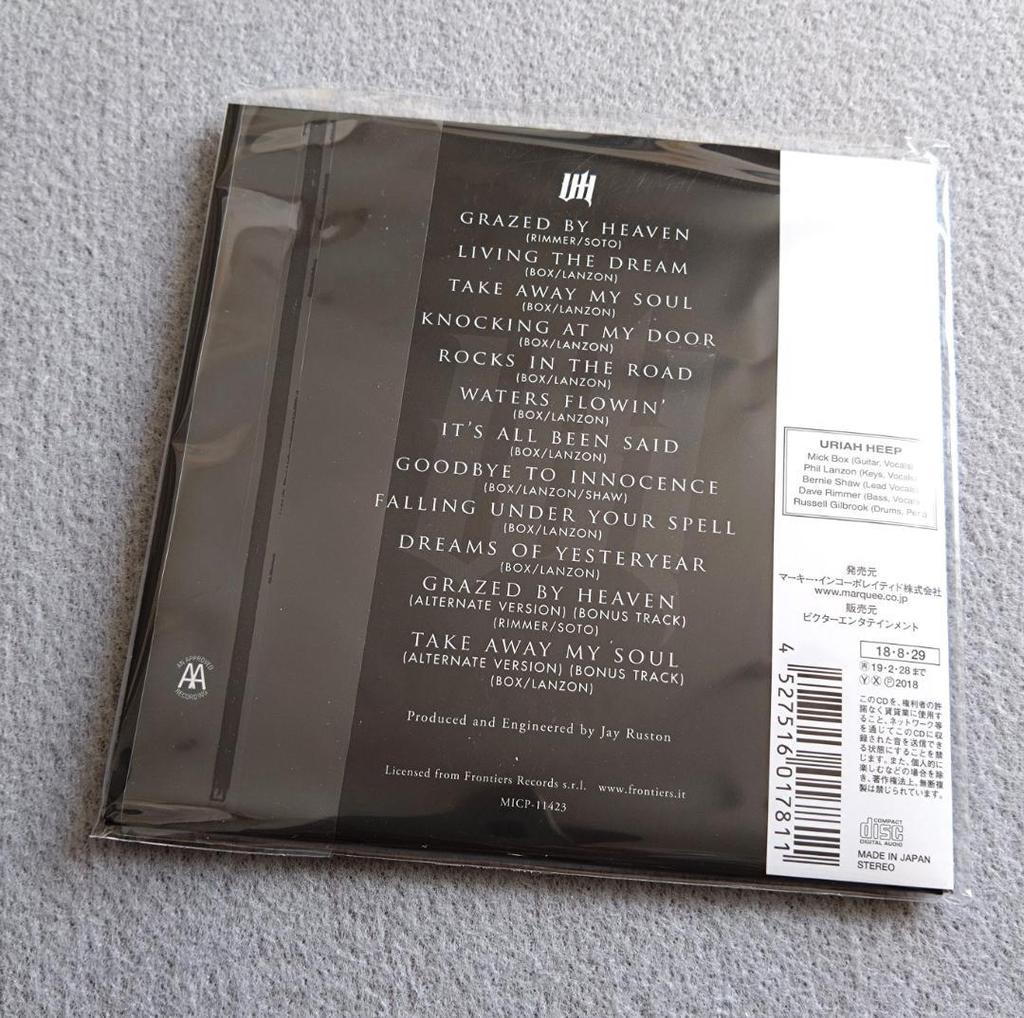 UH
GRAZED BY HEAVEN
(RIMMER/SOTO)
LIVING THE DREAM
(BOX/LANZON)
TAKE AWAY MY SOUL
(BOX/LANZON)
KNOCKING AT MY DOOR
(BOX/LANZON)
ROCKS IN THE ROAD
(BOX/LANZON)
WATERS FLOWIN'
(BOX/LANZON)
IT'S ALL BEEN SAID
(BOX/LANZON)
GOODBYE TO INNOCENCE
(BOX/LANZON/SHAW)
FALLING UNDER YOUR SPELL
(BOX/LANZON)
DREAMS OF YESTERYEAR
(BOX/LANZON)
GRAZED BY HEAVEN
(ALTERNATE VERSION) (BONUS TRACK)
(RIMMER/SOTO)
TAKE AWAY MY SOUL
(ALTERNATE VERSION) (BONUS TRACK)
(BOX/LANZON)
Produced and Engineered by Jay Ruston
Licensed from Frontiers Records s.r.l. www.frontiers.it
MICP-11423
AN APPROVED
AA
RECORDING
URIAH HEEP
Mick Box (Guitar, Vocals)
Phil Lanzon (Keys, Vocals)
Bernie Shaw (Lead Vocals)
Dave Rimmer (Bass, Vocals)
Russell Gilbrook (Drums, Perc)
発売元
マーキー・インコーポレイティド株式会社
www.marquee.co.jp
販売元
ビクターエンタテインメント
18・8・29
Ⓡ19・2・28まで
ⓎⓍⓅ2018
このCDを、権利者の許
諾なく賃貸業に使用す
ること、ネットワーク等
を通じてこのCDに収
録された音を送信でき
る状態にすることを禁
じます。また、個人的に
楽しむなどの場合を除
き、著作権法上、無断複
製は禁じられています。
4 527516 017811
COMPACT
disc
DIGITAL AUDIO
MADE IN JAPAN
STEREO